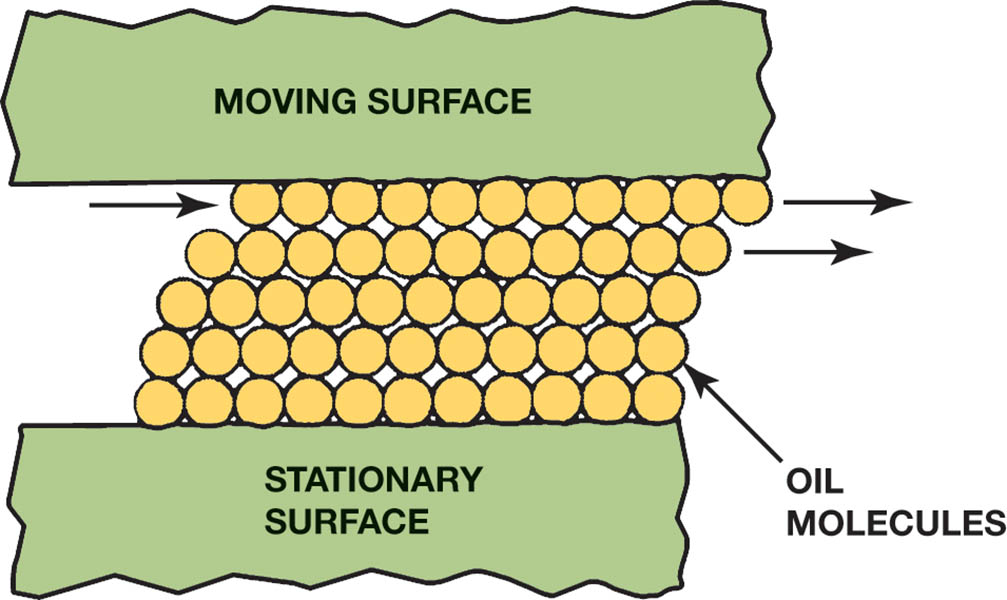 MOVING SURFACE
STATIONARY
SURFACE
OIL
MOLECULES